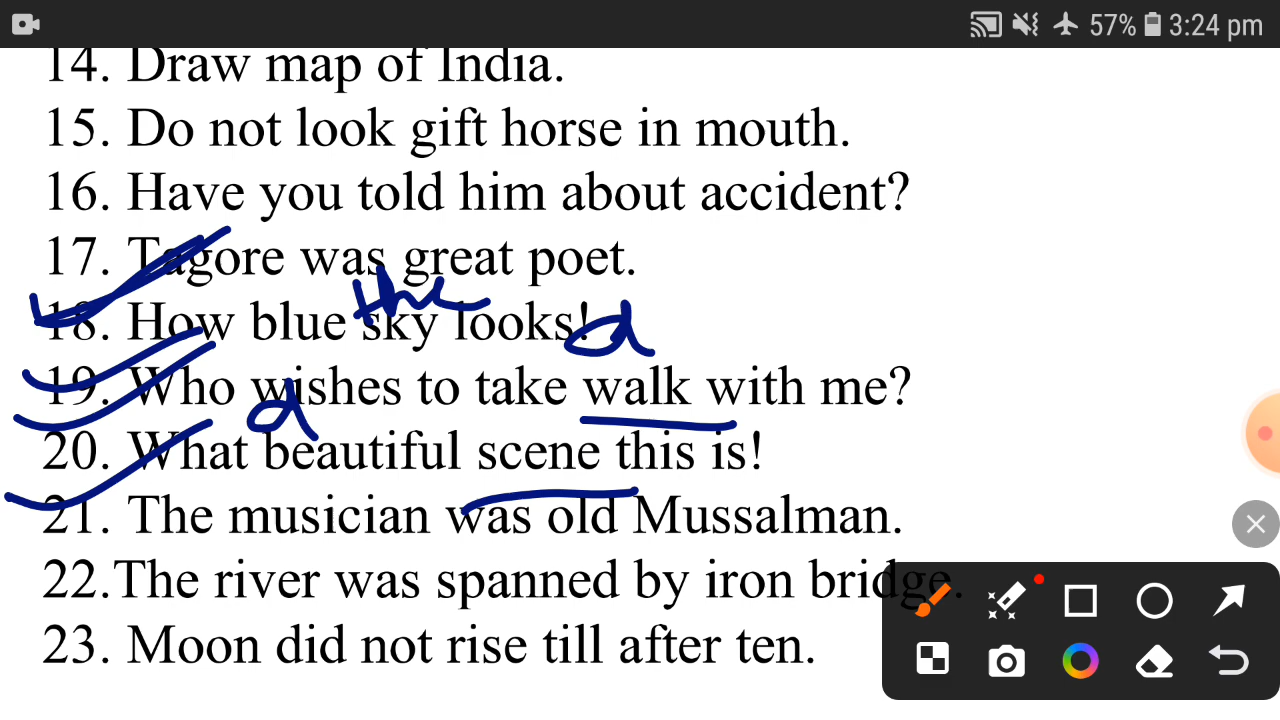 57% 3:24 pm
14. Draw map of India.
15. Do not look gift horse in mouth.
16. Have you told him about accident?
17. Tagore was great poet.
the
18. How blue sky looks!
a
19. Who wishes to take walk with me?
a
20. What beautiful scene this is!
21. The musician was old Mussalman.
22.The river was spanned by iron bridge.
23. Moon did not rise till after ten.